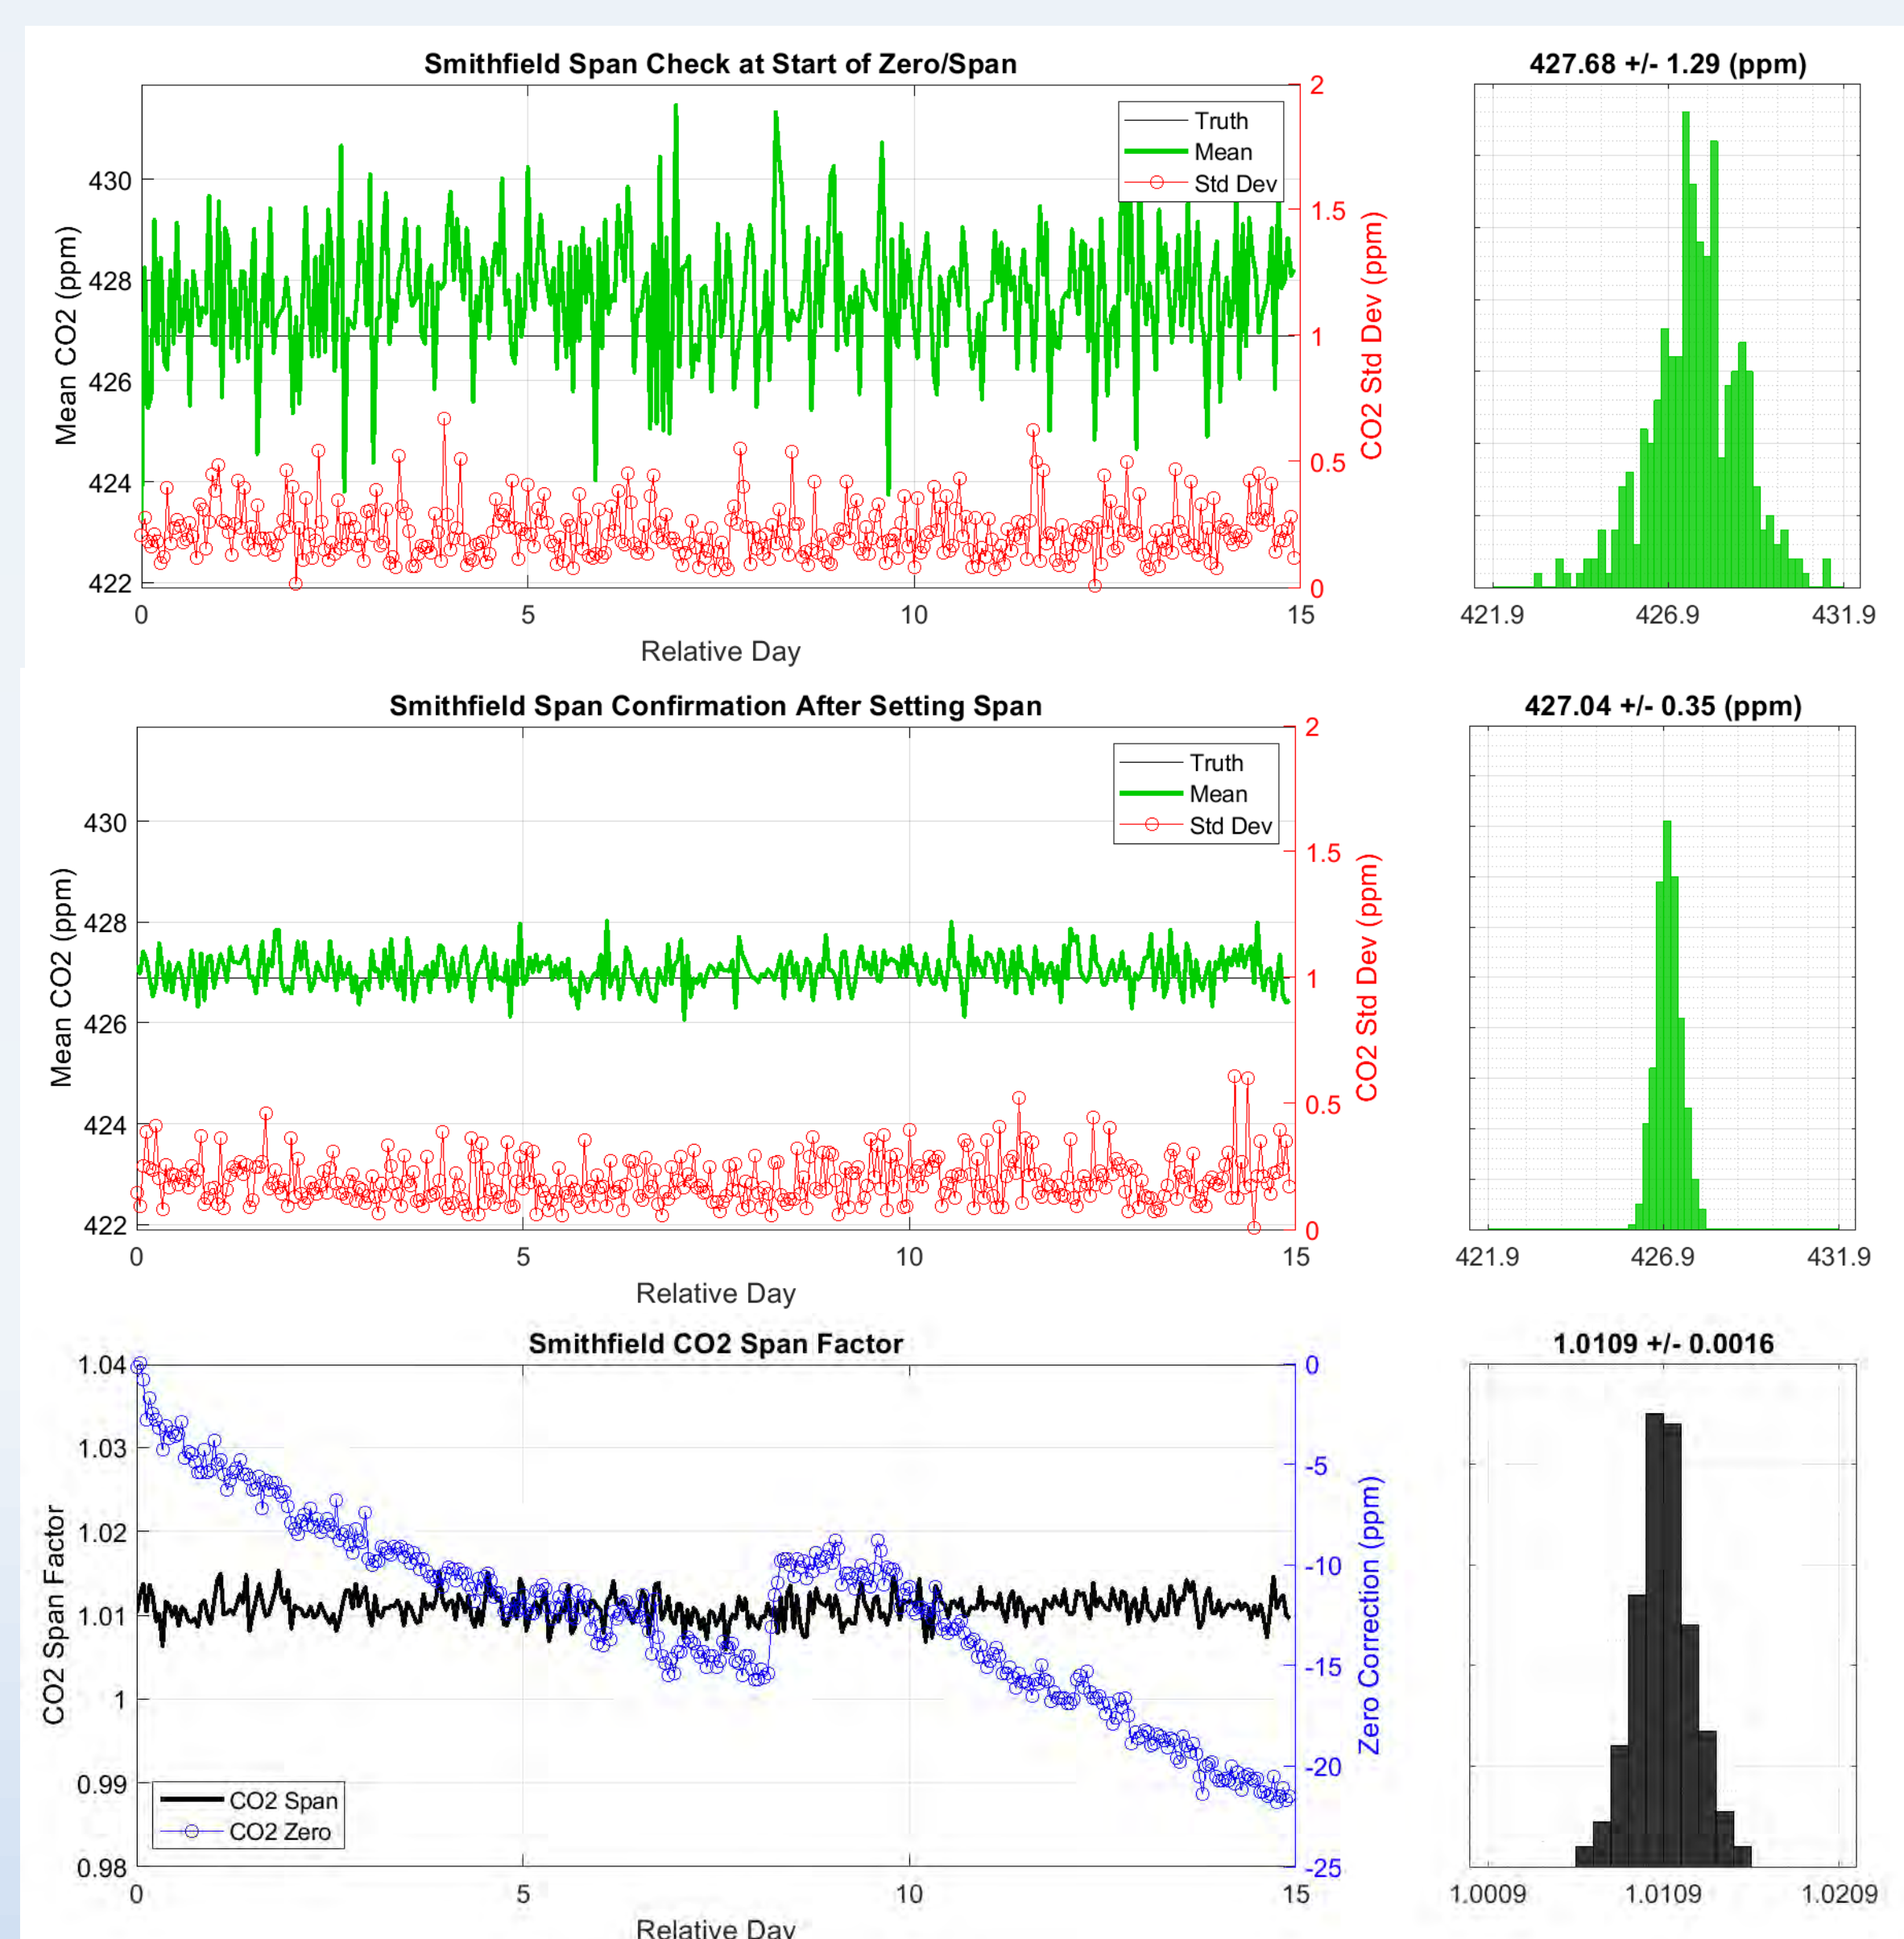 Smithfield Span Check at Start of Zero/Span
427.68 +/- 1.29 (ppm)
Mean CO2 (ppm)
430
428
426
424
422
Truth
Mean
Std Dev
2
1.5
1
0.5
0
CO2 Std Dev (ppm)
0 5 10 15
Relative Day
421.9 426.9 431.9
Smithfield Span Confirmation After Setting Span
427.04 +/- 0.35 (ppm)
Mean CO2 (ppm)
430
428
426
424
422
Truth
Mean
Std Dev
2
1.5
1
0.5
0
CO2 Std Dev (ppm)
0 5 10 15
Relative Day
421.9 426.9 431.9
Smithfield CO2 Span Factor
1.0109 +/- 0.0016
CO2 Span Factor
1.04
1.03
1.02
1.01
1
0.99
0.98
CO2 Span
CO2 Zero
0
-5
-10
-15
-20
-25
Zero Correction (ppm)
0 5 10 15
Relative Day
1.0009 1.0109 1.0209